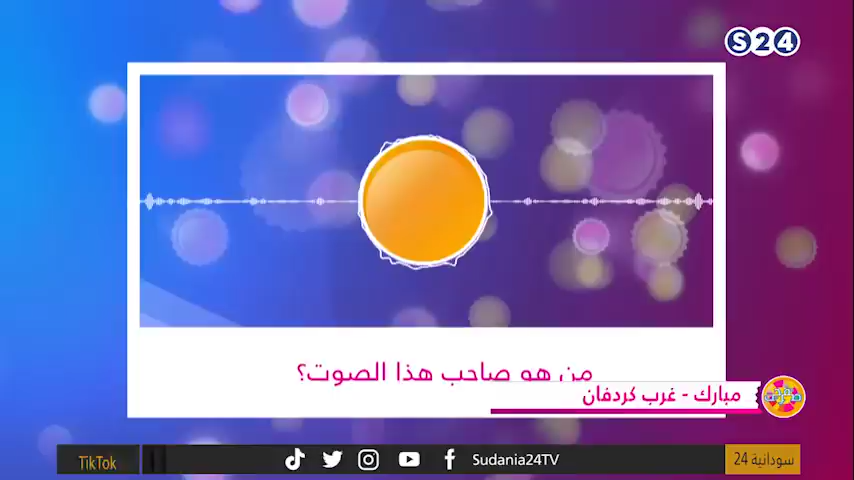 S24
من هو صاحب هذا الصوت؟
مبارك - غرب كردفان
TikTok
Sudania24TV
سودانية 24